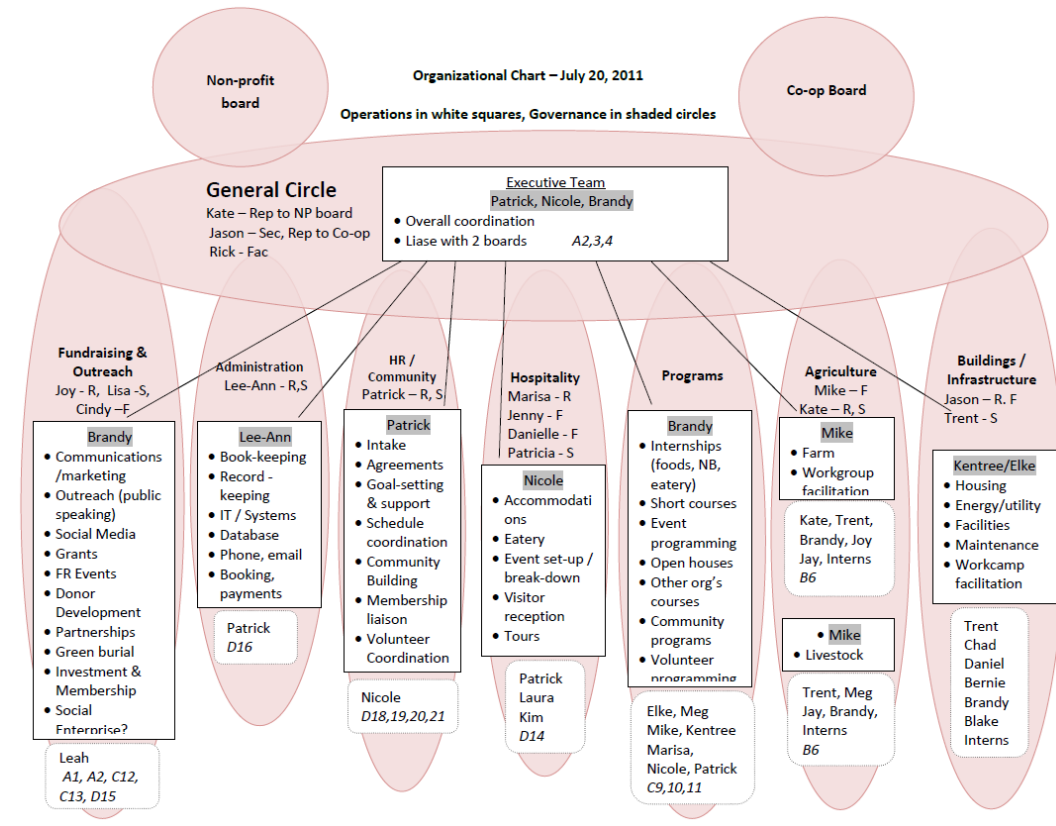 Non-profit
board
Organizational Chart – July 20, 2011
Operations in white squares, Governance in shaded circles
Co-op Board
General Circle
Kate – Rep to NP board
Jason – Sec, Rep to Co-op
Rick - Fac
Executive Team
Patrick, Nicole, Brandy
• Overall coordination
• Liase with 2 boards A2,3,4
Fundraising &
Outreach
Joy - R, Lisa -S,
Cindy –F
Brandy
• Communications
/marketing
• Outreach (public
speaking)
• Social Media
• Grants
• FR Events
• Donor
Development
• Partnerships
• Green burial
• Investment &
Membership
• Social
Enterprise?
Leah
A1, A2, C12,
C13, D15
Administration
Lee-Ann - R,S
Lee-Ann
• Book-keeping
• Record -
keeping
• IT / Systems
• Database
• Phone, email
• Booking,
payments
Patrick
D16
HR /
Community
Patrick – R, S
Patrick
• Intake
• Agreements
• Goal-setting
& support
• Schedule
coordination
• Community
Building
• Membership
liaison
• Volunteer
Coordination
Nicole
D18,19,20,21
Hospitality
Marisa - R
Jenny - F
Danielle - F
Patricia - S
Nicole
• Accommodati
ons
• Eatery
• Event set-up /
break-down
• Visitor
reception
• Tours
Patrick
Laura
Kim
D14
Programs
Brandy
• Internships
(foods, NB,
eatery)
• Short courses
• Event
programming
• Open houses
• Other org's
courses
• Community
programs
• Volunteer
programming
Elke, Meg
Mike, Kentree
Marisa,
Nicole, Patrick
C9,10,11
Agriculture
Mike – F
Kate – R, S
Mike
• Farm
• Workgroup
facilitation
Kate, Trent,
Brandy, Joy
Jay, Interns
B6
• Mike
• Livestock
Trent, Meg
Jay, Brandy,
Interns
B6
Buildings /
Infrastructure
Jason – R. F
Trent - S
Kentree/Elke
• Housing
• Energy/utility
• Facilities
• Maintenance
• Workcamp
facilitation
Trent
Chad
Daniel
Bernie
Brandy
Blake
Interns